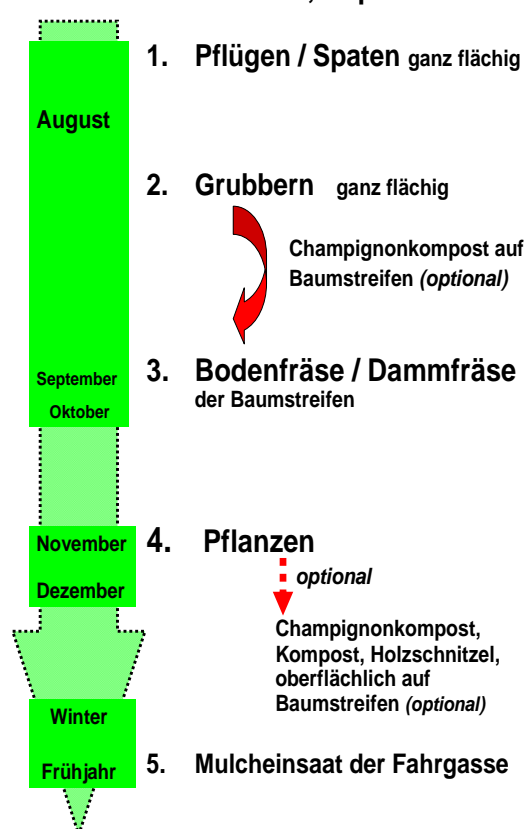 1. Pflügen / Spaten ganz flächig
August
2. Grubbern ganz flächig
Champignonkompost auf
Baumstreifen (optional)
September
Oktober
3. Bodenfräse / Dammfräse
der Baumstreifen
November
4. Pflanzen
optional
Dezember
Champignonkompost,
Kompost, Holzschnitzel,
oberflächlich auf
Baumstreifen (optional)
Winter
Frühjahr
5. Mulcheinsaat der Fahrgasse